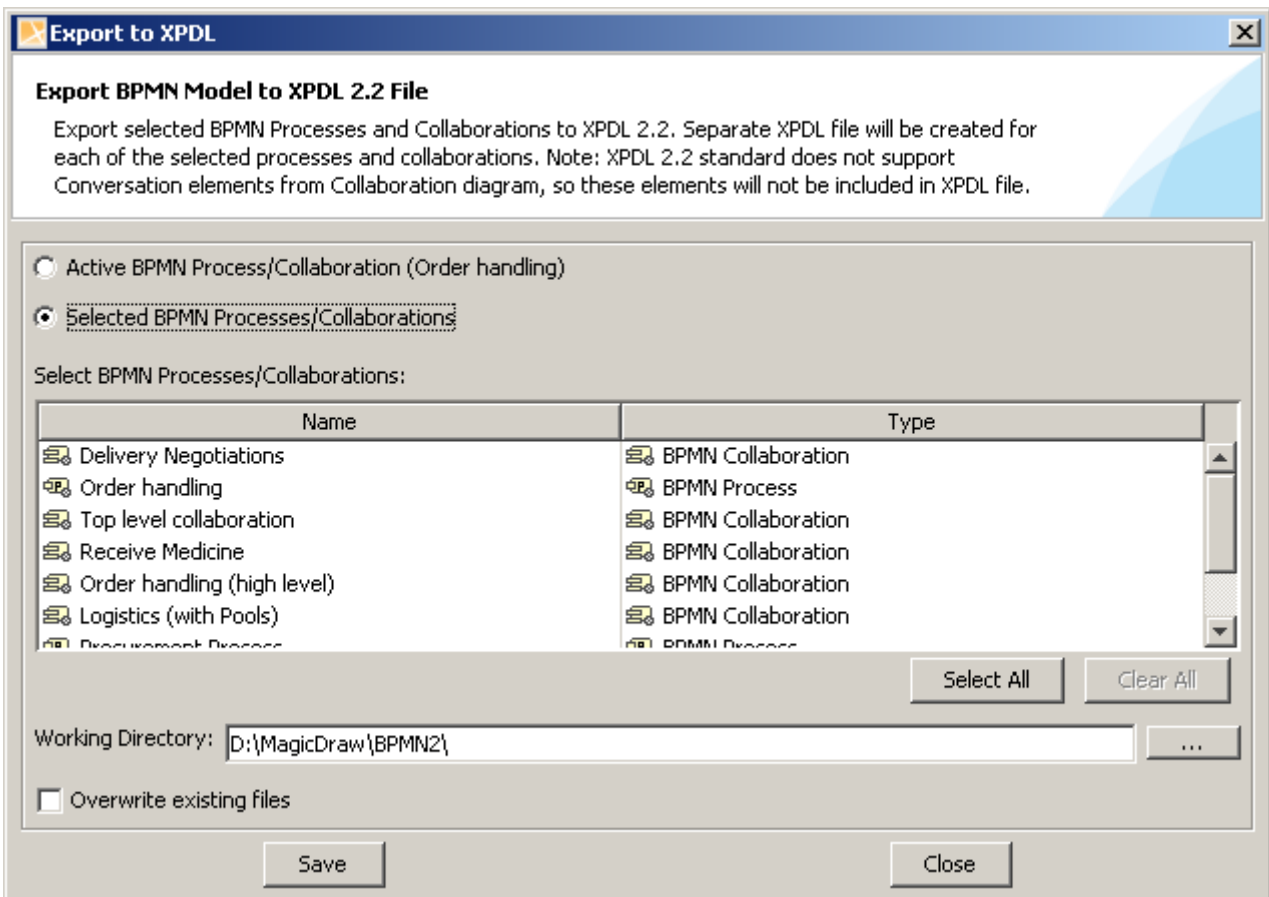 Export to XPDL
Export BPMN Model to XPDL 2.2 File
Export selected BPMN Processes and Collaborations to XPDL 2.2. Separate XPDL file will be created for
each of the selected processes and collaborations. Note: XPDL 2.2 standard does not support
Conversation elements from Collaboration diagram, so these elements will not be included in XPDL file.
Active BPMN Process/Collaboration (Order handling)
Selected BPMN Processes/Collaborations
Select BPMN Processes/Collaborations:
Name Type
Delivery Negotiations BPMN Collaboration
Order handling BPMN Process
Top level collaboration BPMN Collaboration
Receive Medicine BPMN Collaboration
Order handling (high level) BPMN Collaboration
Logistics (with Pools) BPMN Collaboration
Procurement Process BPMN Process
Select All Clear All
Working Directory: D:\MagicDraw\BPMN2\ ...
Overwrite existing files
Save Close